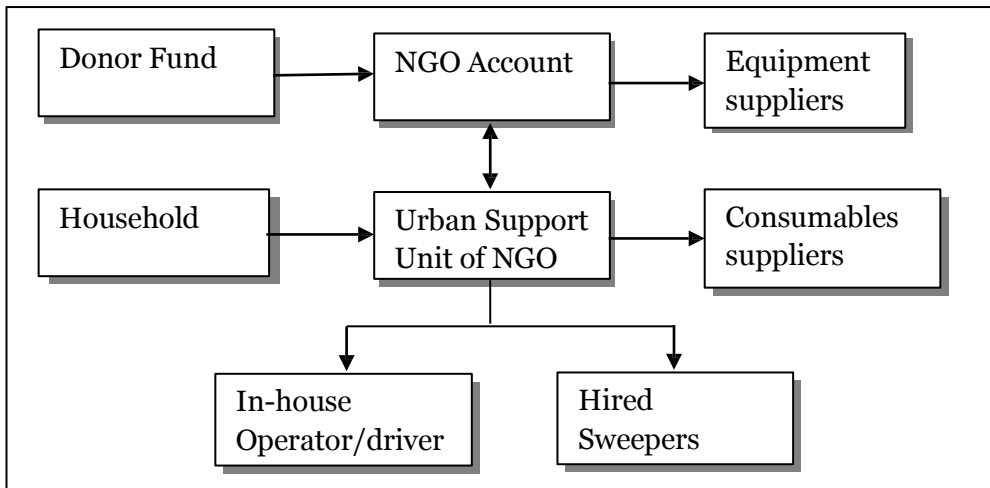 Donor Fund
NGO Account
Equipment
suppliers
Household
Urban Support
Unit of NGO
Consumables
suppliers
In-house
Operator/driver
Hired
Sweepers